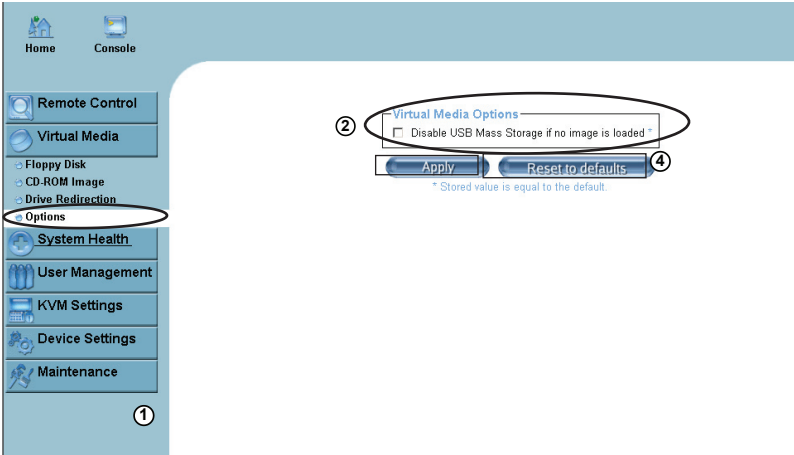 Home Console
Remote Control
Virtual Media
Floppy Disk
CD-ROM Image
Drive Redirection
Options
System Health
User Management
KVM Settings
Device Settings
Maintenance
1
2
Virtual Media Options
Disable USB Mass Storage if no image is loaded *
Apply Reset to defaults
4
* Stored value is equal to the default.